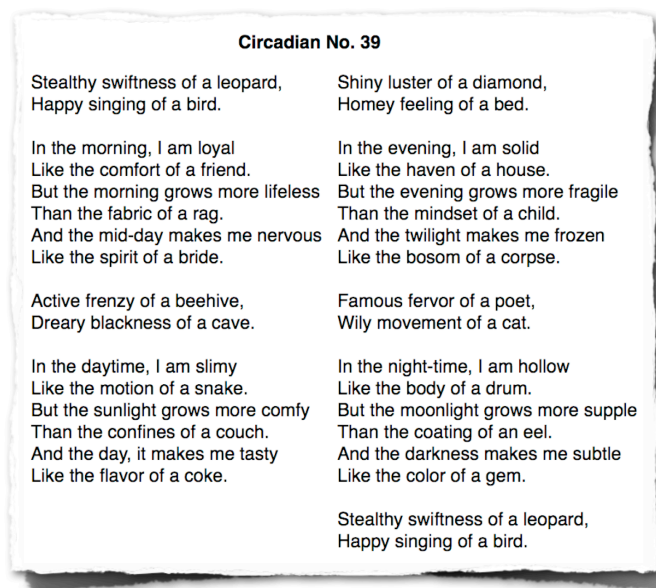 Circadian No. 39
Stealthy swiftness of a leopard,
Happy singing of a bird.
In the morning, I am loyal
Like the comfort of a friend.
But the morning grows more lifeless
Than the fabric of a rag.
And the mid-day makes me nervous
Like the spirit of a bride.
Active frenzy of a beehive,
Dreary blackness of a cave.
In the daytime, I am slimy
Like the motion of a snake.
But the sunlight grows more comfy
Than the confines of a couch.
And the day, it makes me tasty
Like the flavor of a coke.
Shiny luster of a diamond,
Homey feeling of a bed.
In the evening, I am solid
Like the haven of a house.
But the evening grows more fragile
Than the mindset of a child.
And the twilight makes me frozen
Like the bosom of a corpse.
Famous fervor of a poet,
Wily movement of a cat.
In the night-time, I am hollow
Like the body of a drum.
But the moonlight grows more supple
Than the coating of an eel.
And the darkness makes me subtle
Like the color of a gem.
Stealthy swiftness of a leopard,
Happy singing of a bird.